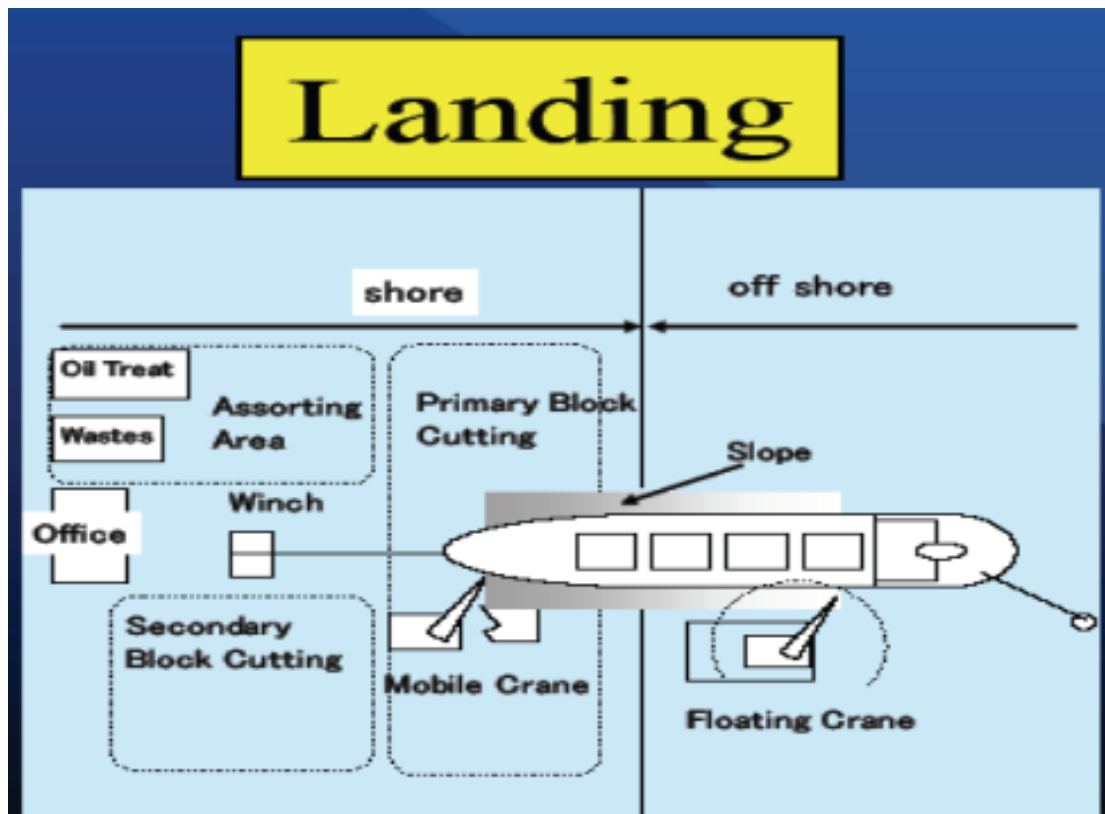 Landing
shore
off shore
Oil Treat
Wastes
Assorting
Area
Primary Block
Cutting
Slope
Winch
Office
Secondary
Block Cutting
Mobile Crane
Floating Crane